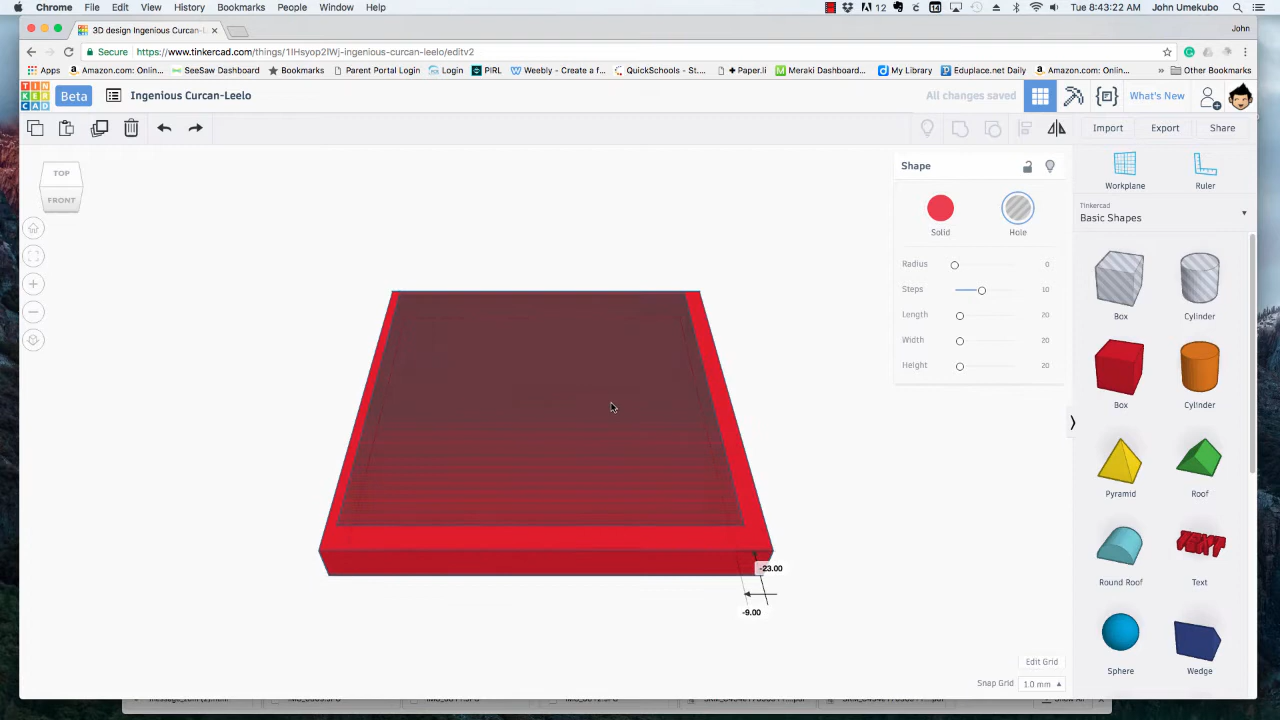 Chrome File Edit View History Bookmarks People Window Help 12 14 Tue 8:43:22 AM John Umekubo
3D design Ingenious Curcan-L John
Secure https://www.tinkercad.com/things/1IHsyop2IWj-ingenious-curcan-leelo/editv2
Apps Amazon.com: Onlin... SeeSaw Dashboard Bookmarks Parent Portal Login Login PIRL Weebly - Create a f... QuickSchools - St... Paper.li Meraki Dashboard... My Library Eduplace.net Daily Amazon.com: Onlin... » Other Bookmarks
TIN KER CAD Beta Ingenious Curcan-Leelo All changes saved What's New
Import Export Share
TOP
FRONT
Shape
Solid Hole
Radius 0
Steps 10
Length 20
Width 20
Height 20
Workplane Ruler
Tinkercad
Basic Shapes
Box Cylinder
Box Cylinder
Pyramid Roof
TEXT
Round Roof Text
Sphere Wedge
-23.00
-9.00
Edit Grid
Snap Grid 1.0 mm